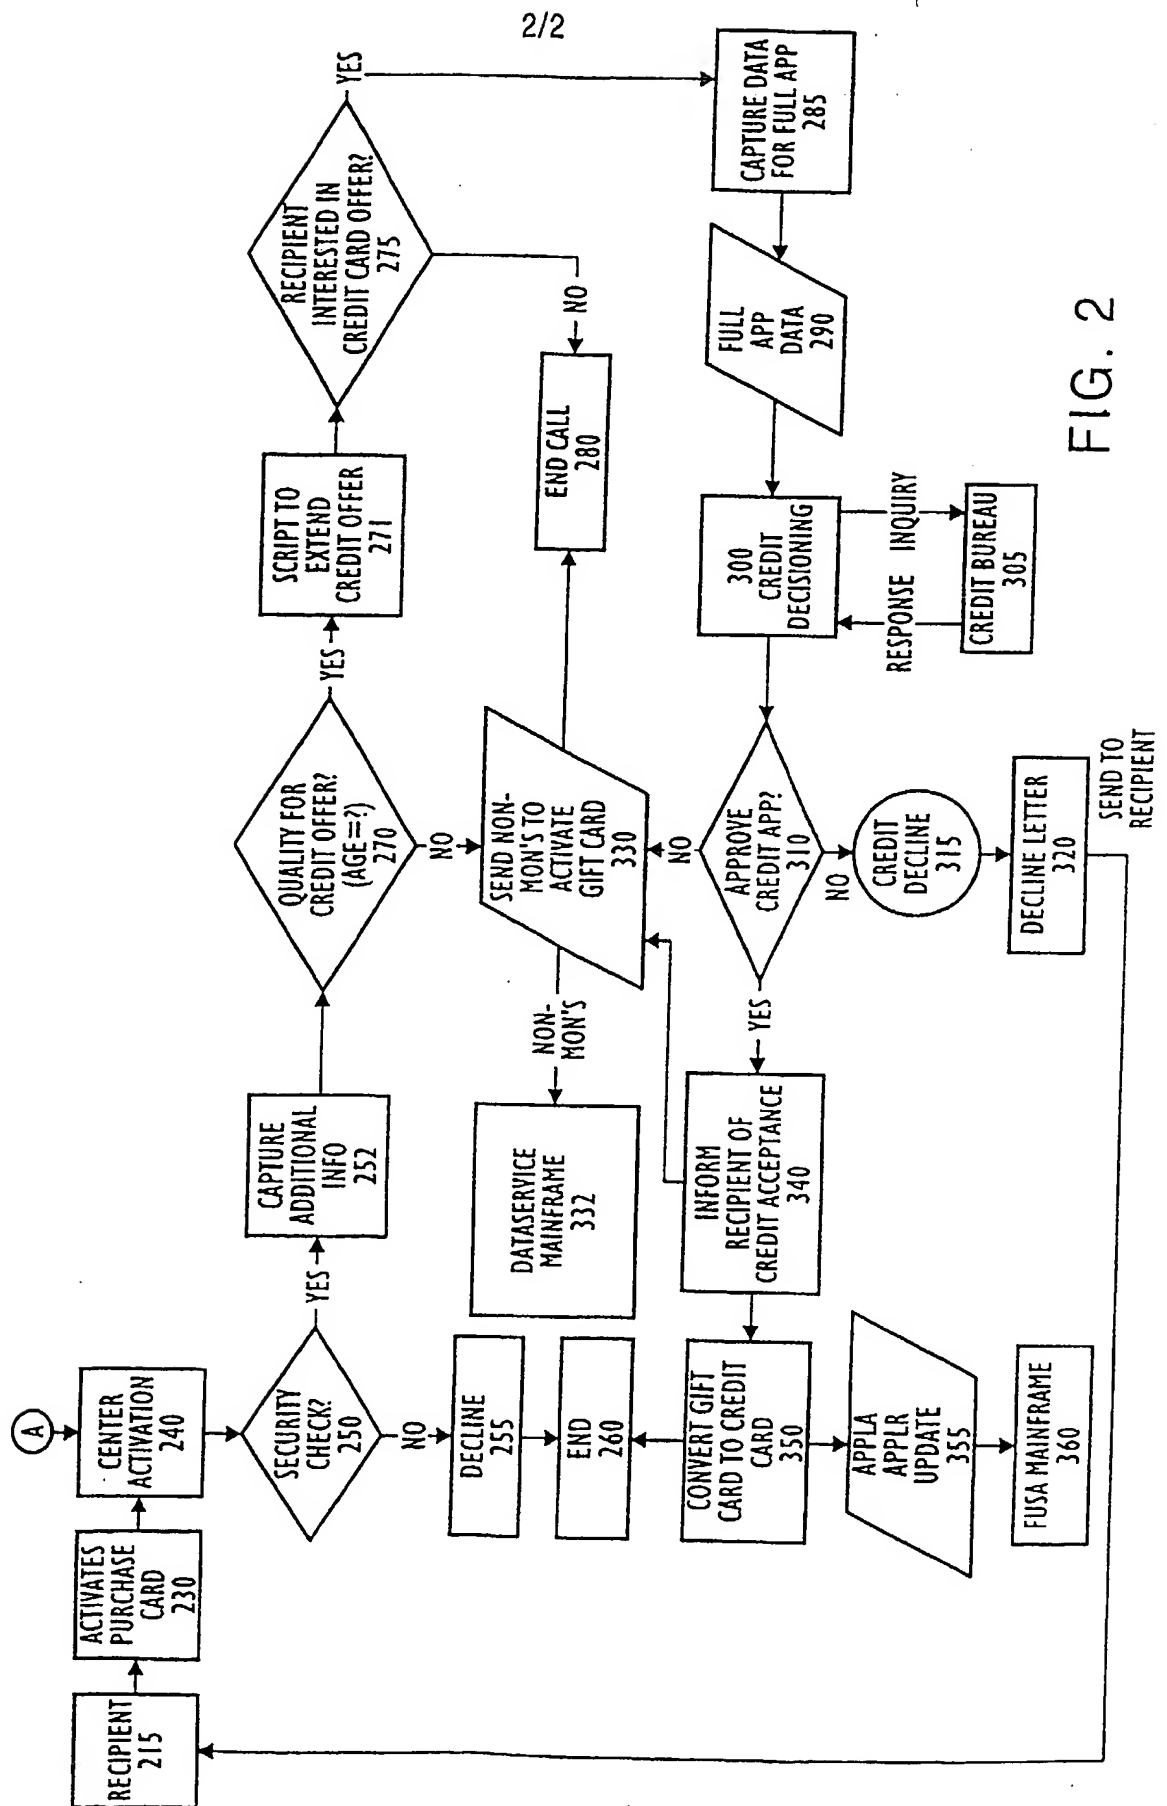 2/2
A
RECIPIENT
215
ACTIVATES
PURCHASE
CARD
230
CENTER
ACTIVATION
240
SECURITY
CHECK?
250
YES
NO
CAPTURE
ADDITIONAL
INFO
252
QUALITY FOR
CREDIT OFFER?
(AGE=?)
270
YES
NO
SCRIPT TO
EXTEND
CREDIT OFFER
271
RECIPIENT
INTERESTED IN
CREDIT CARD OFFER?
275
YES
NO
DECLINE
255
END
260
DATASERVICE
MAINFRAME
332
NON-
MON'S
SEND NON-
MON'S TO
ACTIVATE
GIFT CARD
330
END CALL
280
CONVERT GIFT
CARD TO CREDIT
CARD
350
INFORM
RECIPIENT OF
CREDIT ACCEPTANCE
340
YES
APPROVE
CREDIT APP?
310
NO
NO
300
CREDIT
DECISIONING
FULL
APP
DATA
290
CAPTURE DATA
FOR FULL APP
285
APPLA
APPLR
UPDATE
355
CREDIT
DECLINE
315
RESPONSE
INQUIRY
FUSA MAINFRAME
360
DECLINE LETTER
320
CREDIT BUREAU
305
SEND TO
RECIPIENT
FIG. 2